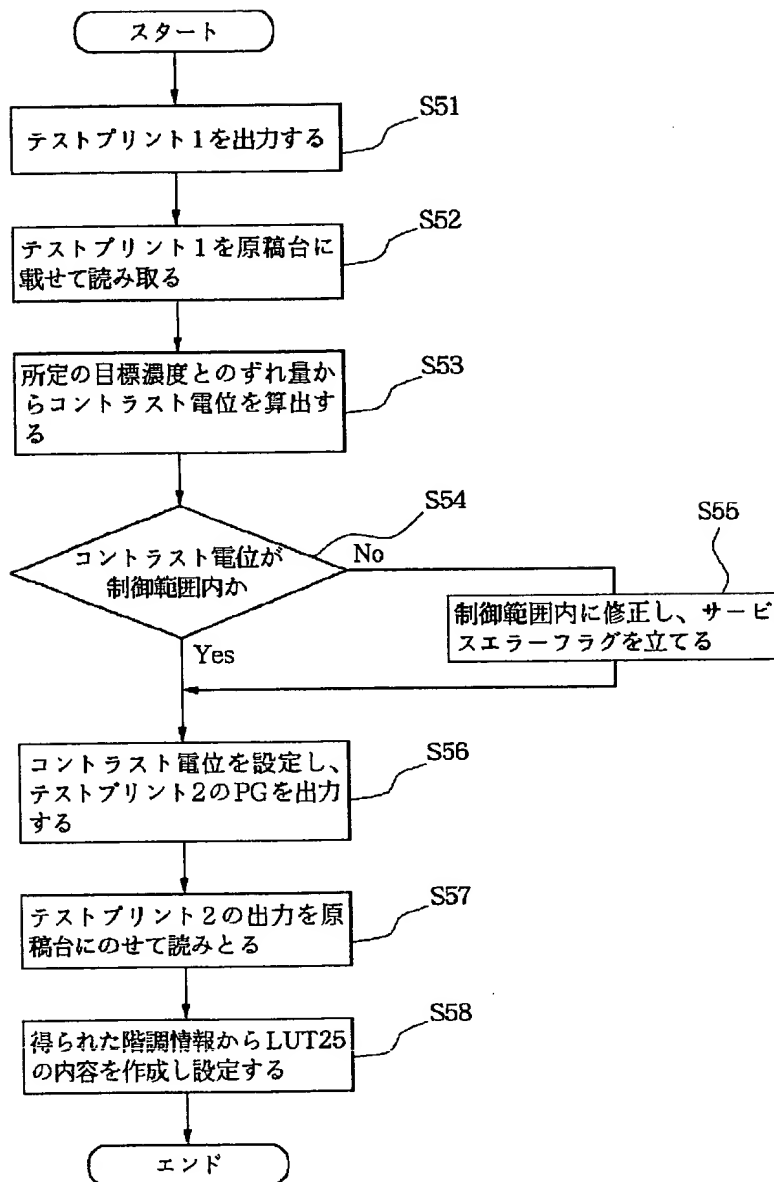 スタート
S51
テストプリント1を出力する
S52
テストプリント1を原稿台に
載せて読み取る
S53
所定の目標濃度とのずれ量か
らコントラスト電位を算出す
る
S54
コントラスト電位が
制御範囲内か
No
Yes
S55
制御範囲内に修正し、サービ
スエラーフラグを立てる
S56
コントラスト電位を設定し、
テストプリント2のPGを出力
する
S57
テストプリント2の出力を原
稿台にのせて読みとる
S58
得られた階調情報からLUT25
の内容を作成し設定する
エンド